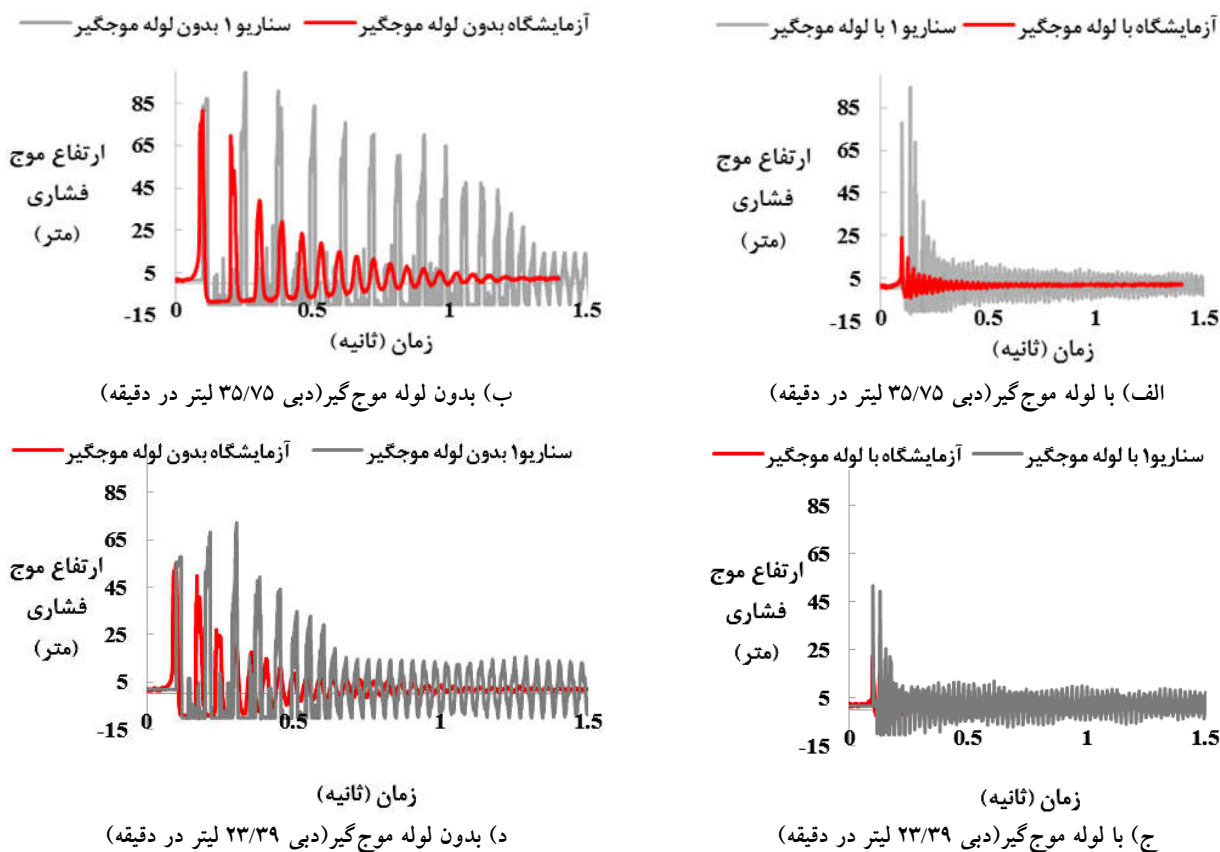 آزمایشگاه با لوله موجگیر سناریو ۱ با لوله موجگیر
85
65
45
25
5
-15
ارتفاع موج
فشاری
(متر)
0 0.5 1 1.5
زمان (ثانیه)
الف) با لوله موج‌گیر(دبی ۳۵/۷۵ لیتر در دقیقه)
آزمایشگاه بدون لوله موجگیر سناریو ۱ بدون لوله موجگیر
85
65
45
25
5
-15
ارتفاع موج
فشاری
(متر)
0 0.5 1 1.5
زمان (ثانیه)
ب) بدون لوله موج‌گیر(دبی ۳۵/۷۵ لیتر در دقیقه)
سناریو۱ با لوله موجگیر آزمایشگاه با لوله موجگیر
85
65
45
25
5
-15
ارتفاع موج
فشاری
(متر)
0 0.5 1 1.5
زمان (ثانیه)
ج) با لوله موج‌گیر(دبی ۲۳/۳۹ لیتر در دقیقه)
سناریو۱ بدون لوله موجگیر آزمایشگاه بدون لوله موجگیر
85
65
45
25
5
-15
ارتفاع موج
فشاری
(متر)
0 0.5 1 1.5
زمان (ثانیه)
د) بدون لوله موج‌گیر(دبی ۲۳/۳۹ لیتر در دقیقه)